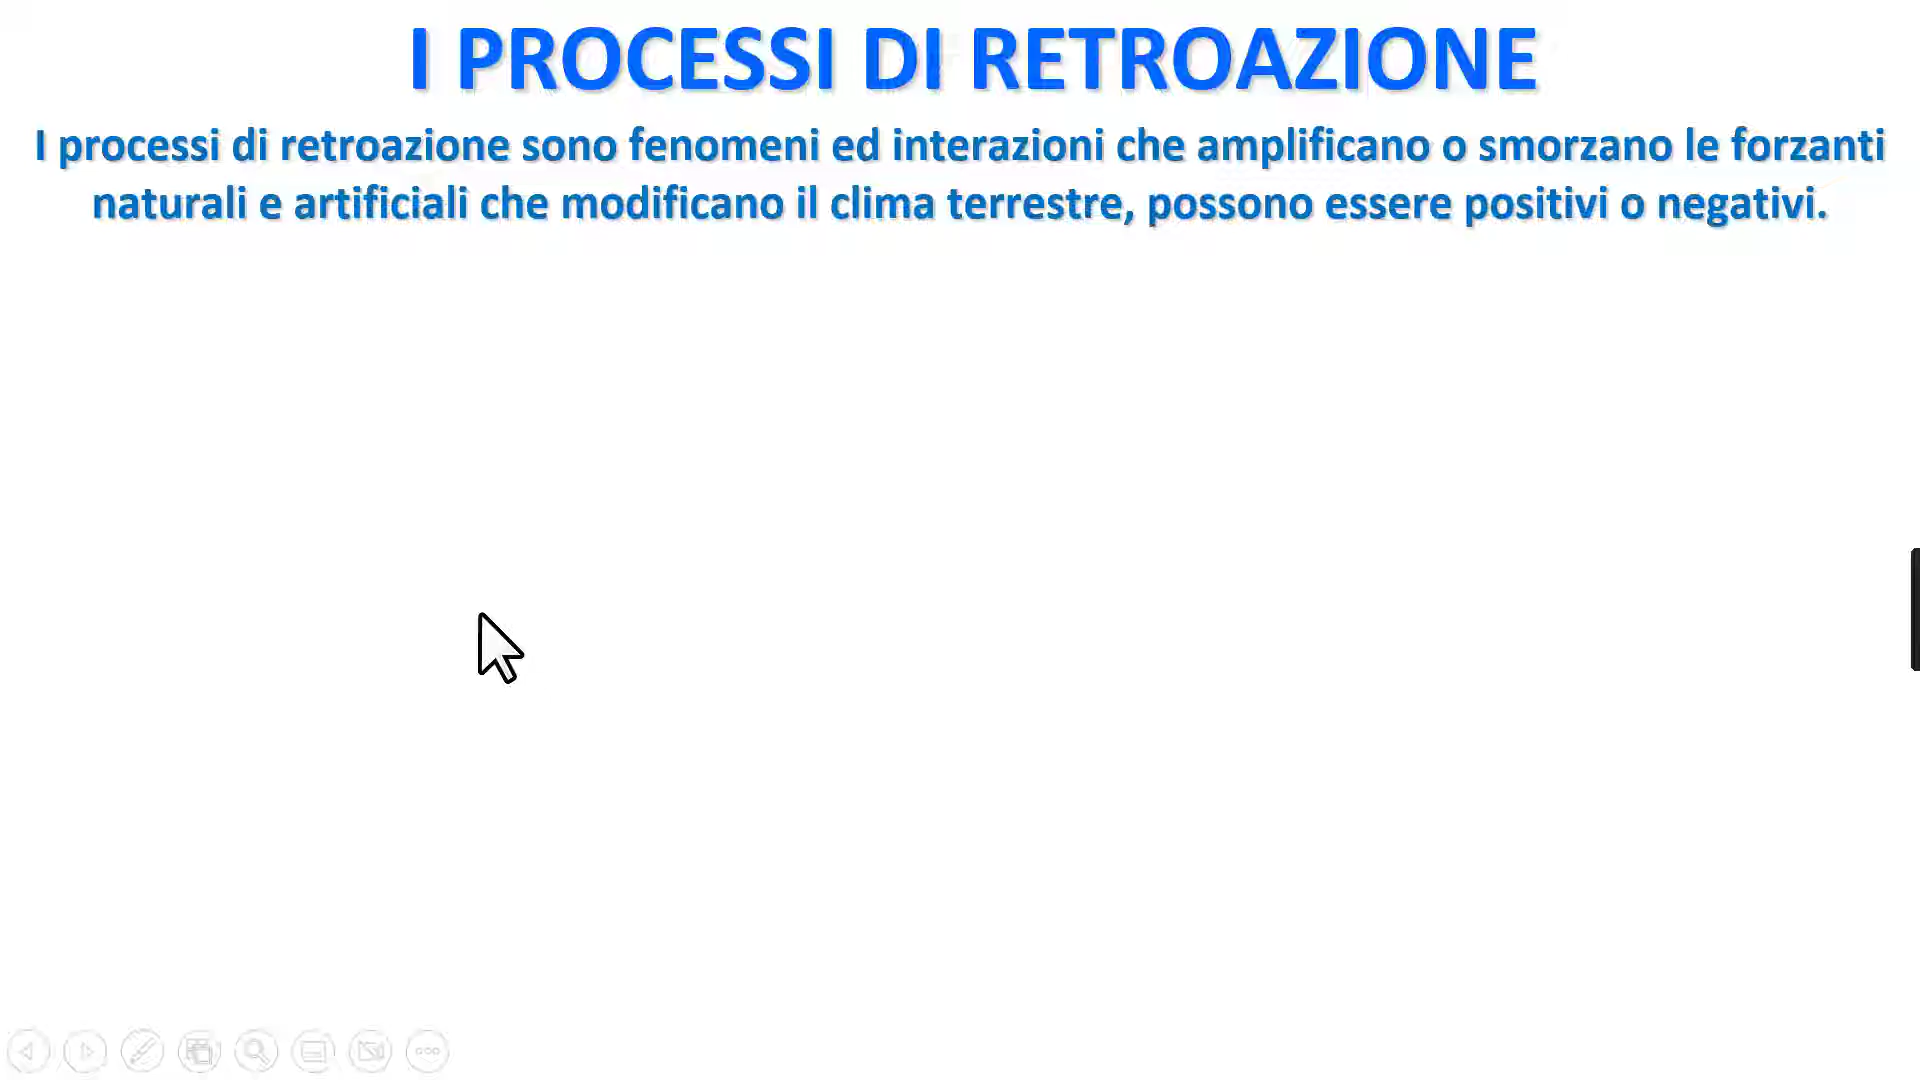 I PROCESSI DI RETROAZIONE
I processi di retroazione sono fenomeni ed interazioni che amplificano o smorzano le forzanti
naturali e artificiali che modificano il clima terrestre, possono essere positivi o negativi.